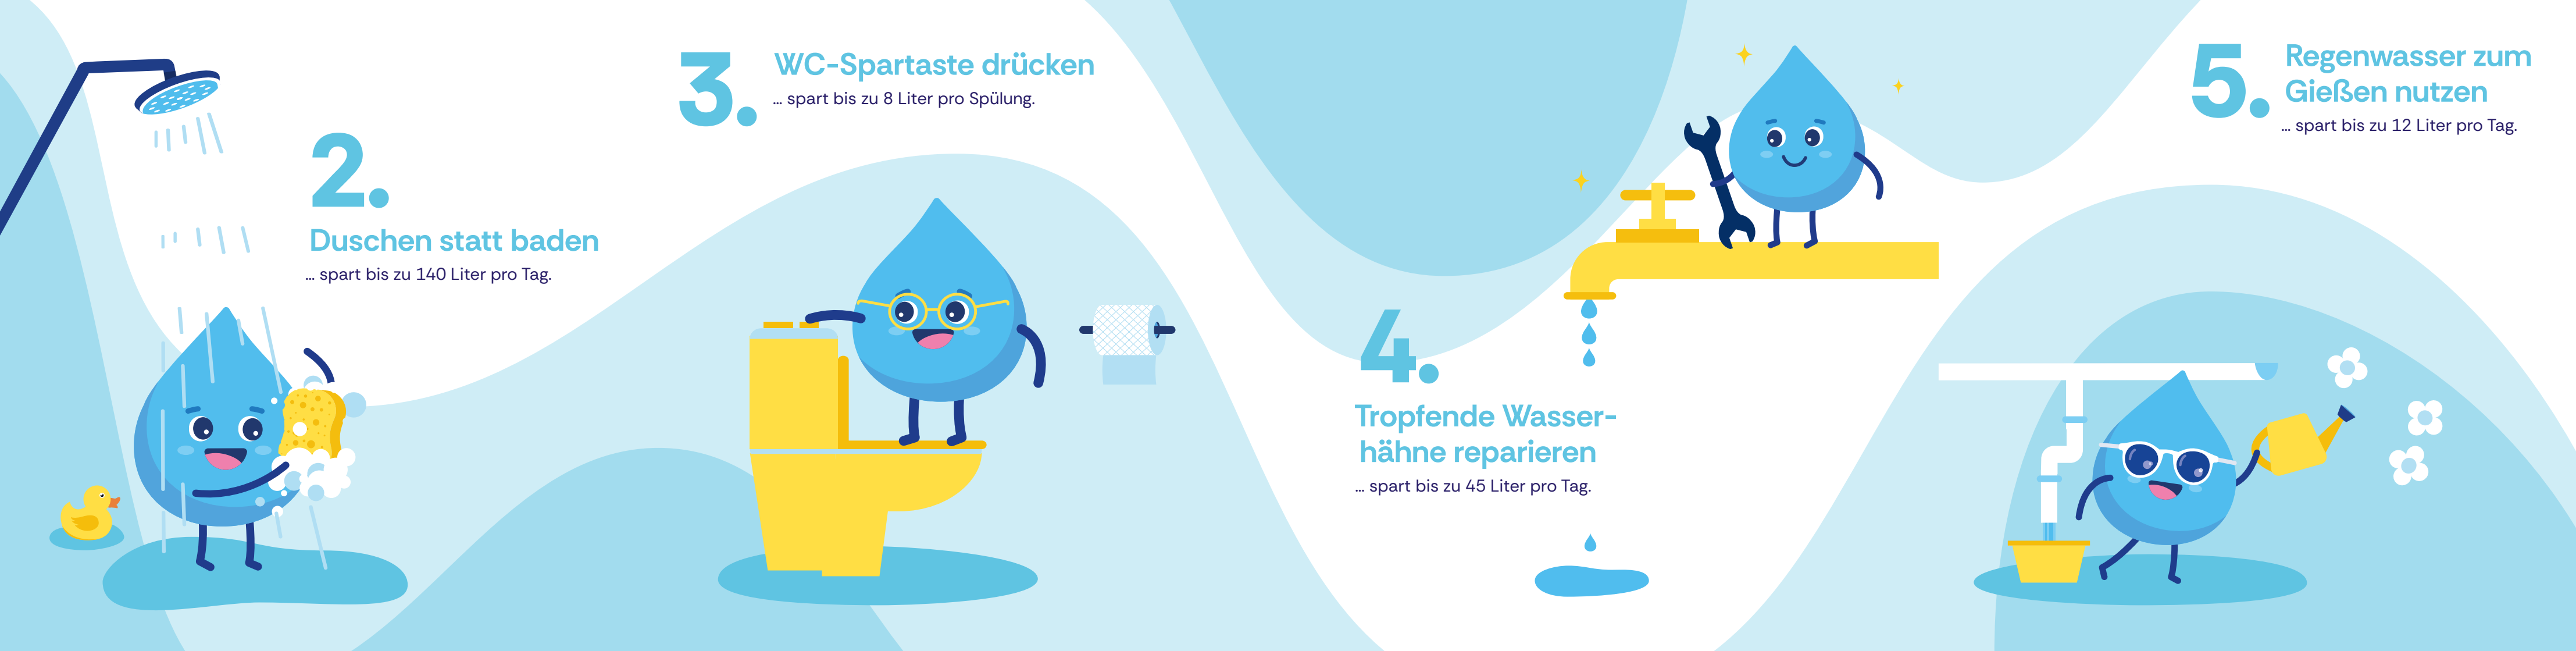 2.
Duschen statt baden
... spart bis zu 140 Liter pro Tag.
3.
WC-Spartaste drücken
... spart bis zu 8 Liter pro Spülung.
4.
Tropfende Wasser-
hähne reparieren
... spart bis zu 45 Liter pro Tag.
5.
Regenwasser zum
Gießen nutzen
... spart bis zu 12 Liter pro Tag.